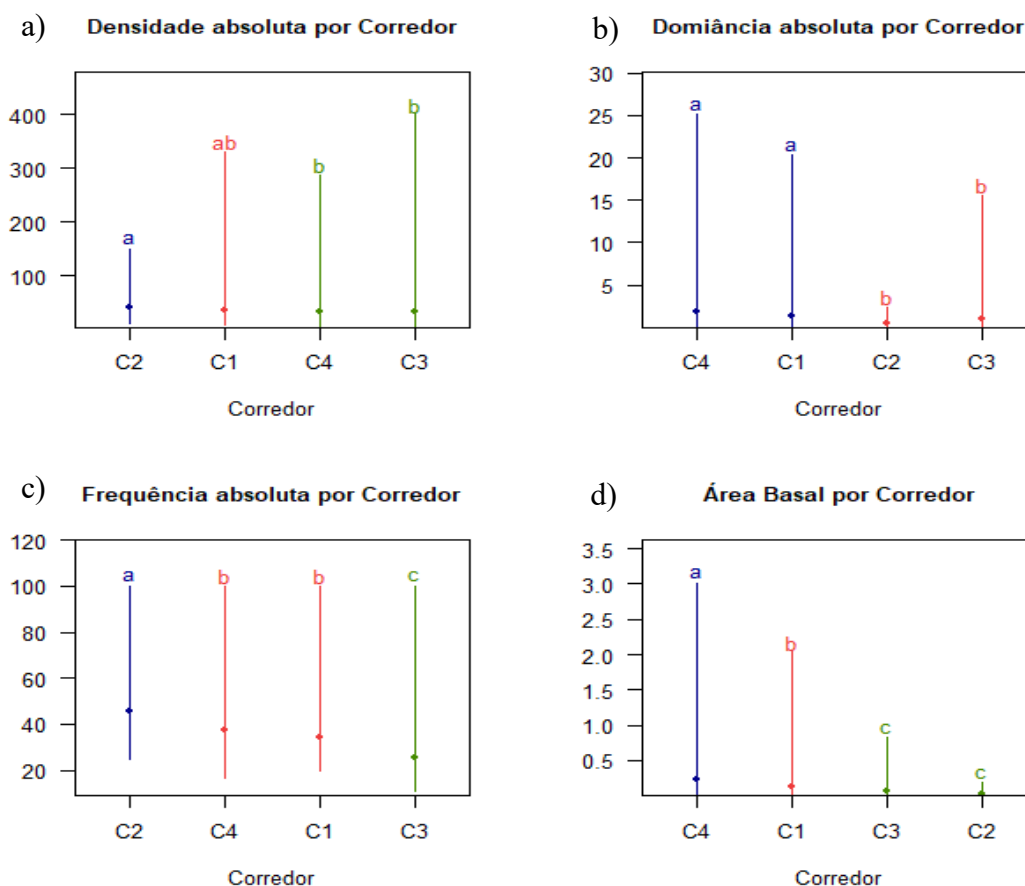 a) Densidade absoluta por Corredor
400
300
200
100
a
ab
b
b
C2 C1 C4 C3
Corredor
b) Domiância absoluta por Corredor
30
25
20
15
10
5
a
a
b
b
C4 C1 C2 C3
Corredor
c) Frequência absoluta por Corredor
120
100
80
60
40
20
a
b
b
c
C2 C4 C1 C3
Corredor
d) Área Basal por Corredor
3.5
3.0
2.5
2.0
1.5
1.0
0.5
a
b
c
c
C4 C1 C3 C2
Corredor